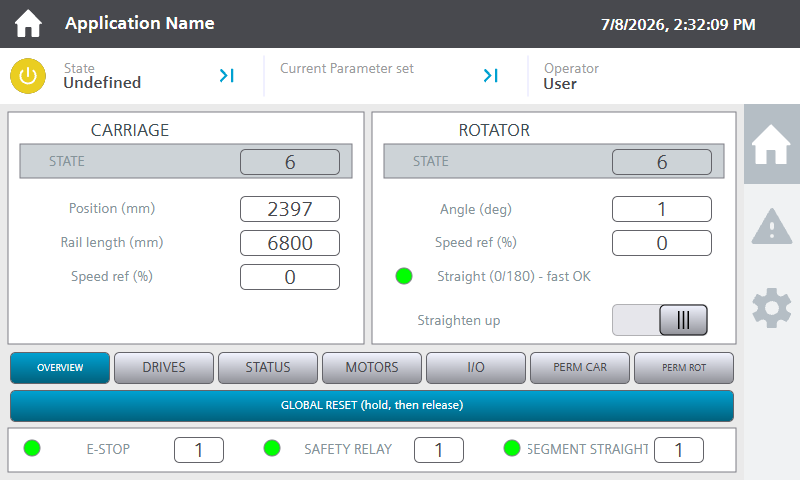 Application Name
7/8/2026, 2:32:09 PM
State
Undefined
Current Parameter set
Operator
User
CARRIAGE
STATE 6
Position (mm) 2397
Rail length (mm) 6800
Speed ref (%) 0
ROTATOR
STATE 6
Angle (deg) 1
Speed ref (%) 0
Straight (0/180) - fast OK
Straighten up
OVERVIEW DRIVES STATUS MOTORS I/O PERM CAR PERM ROT
GLOBAL RESET (hold, then release)
E-STOP 1 SAFETY RELAY 1 SEGMENT STRAIGHT 1